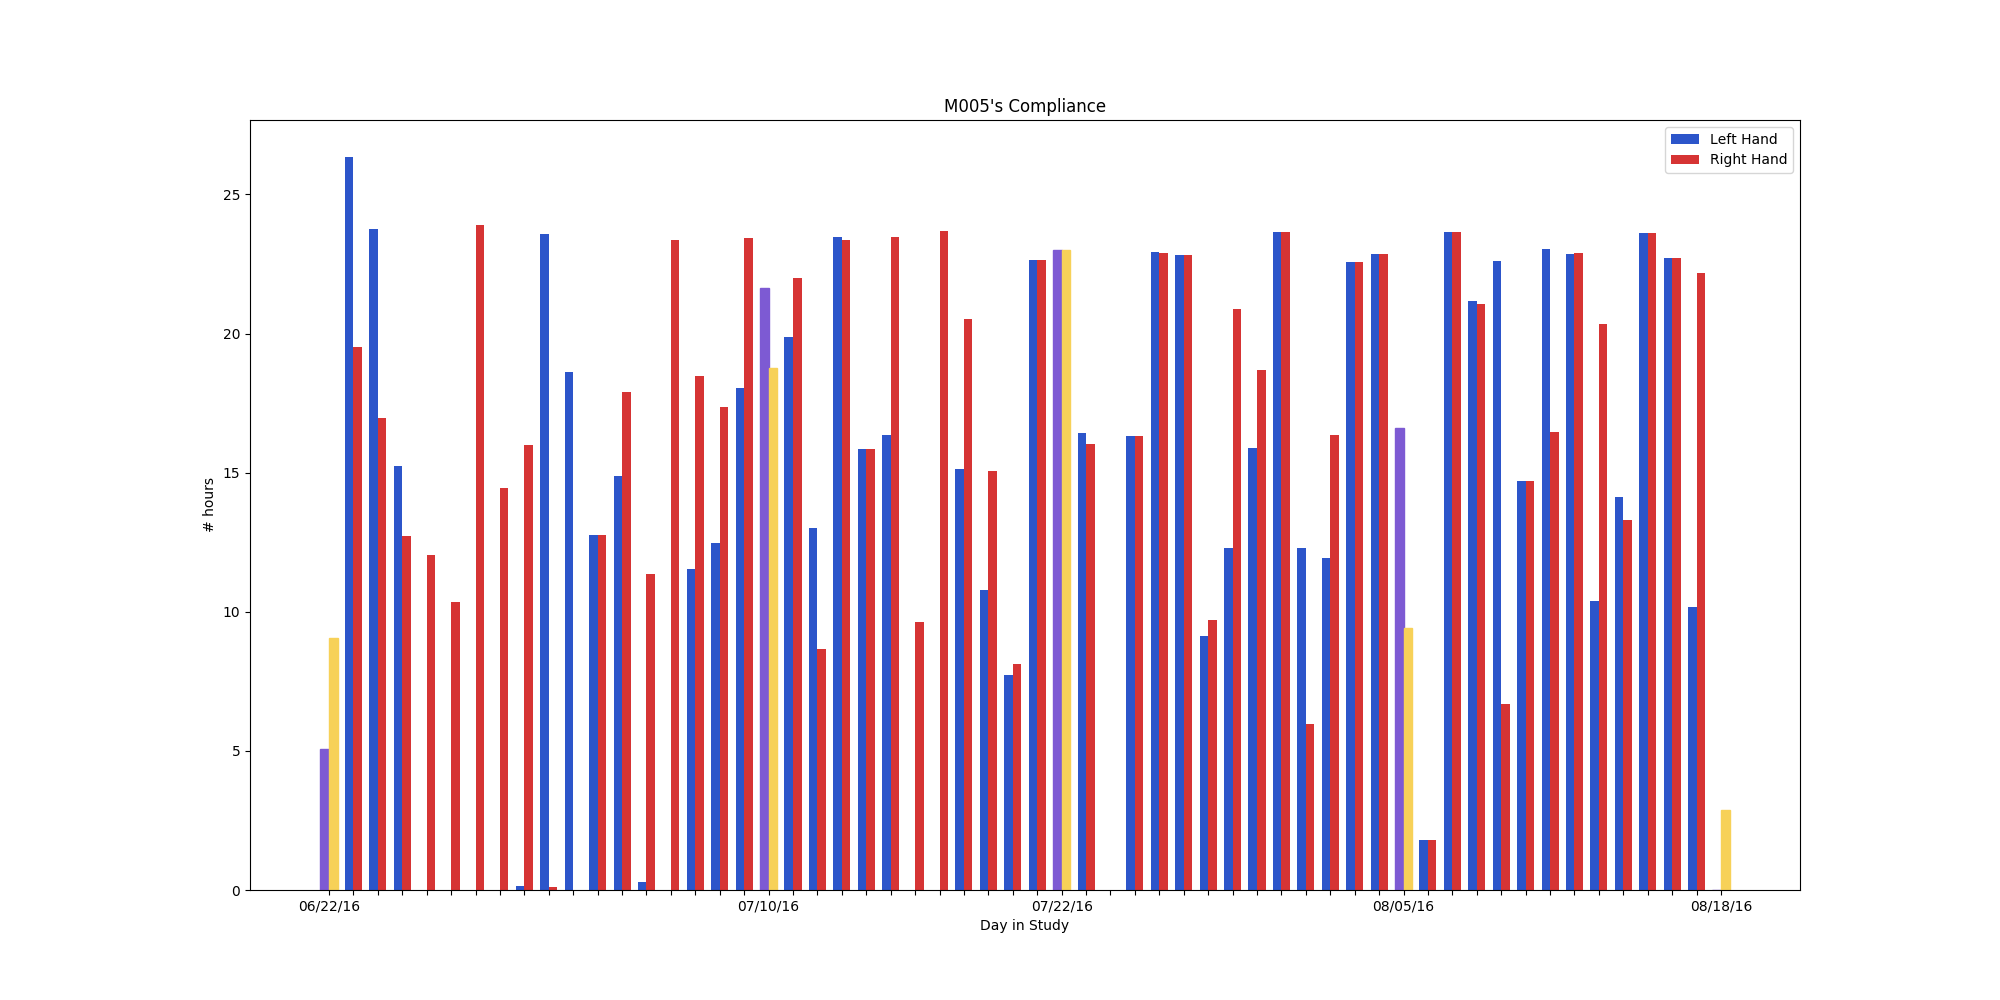 M005's Compliance
Left Hand
Right Hand
25
20
15
10
5
0
# hours
06/22/16 07/10/16 07/22/16 08/05/16 08/18/16
Day in Study